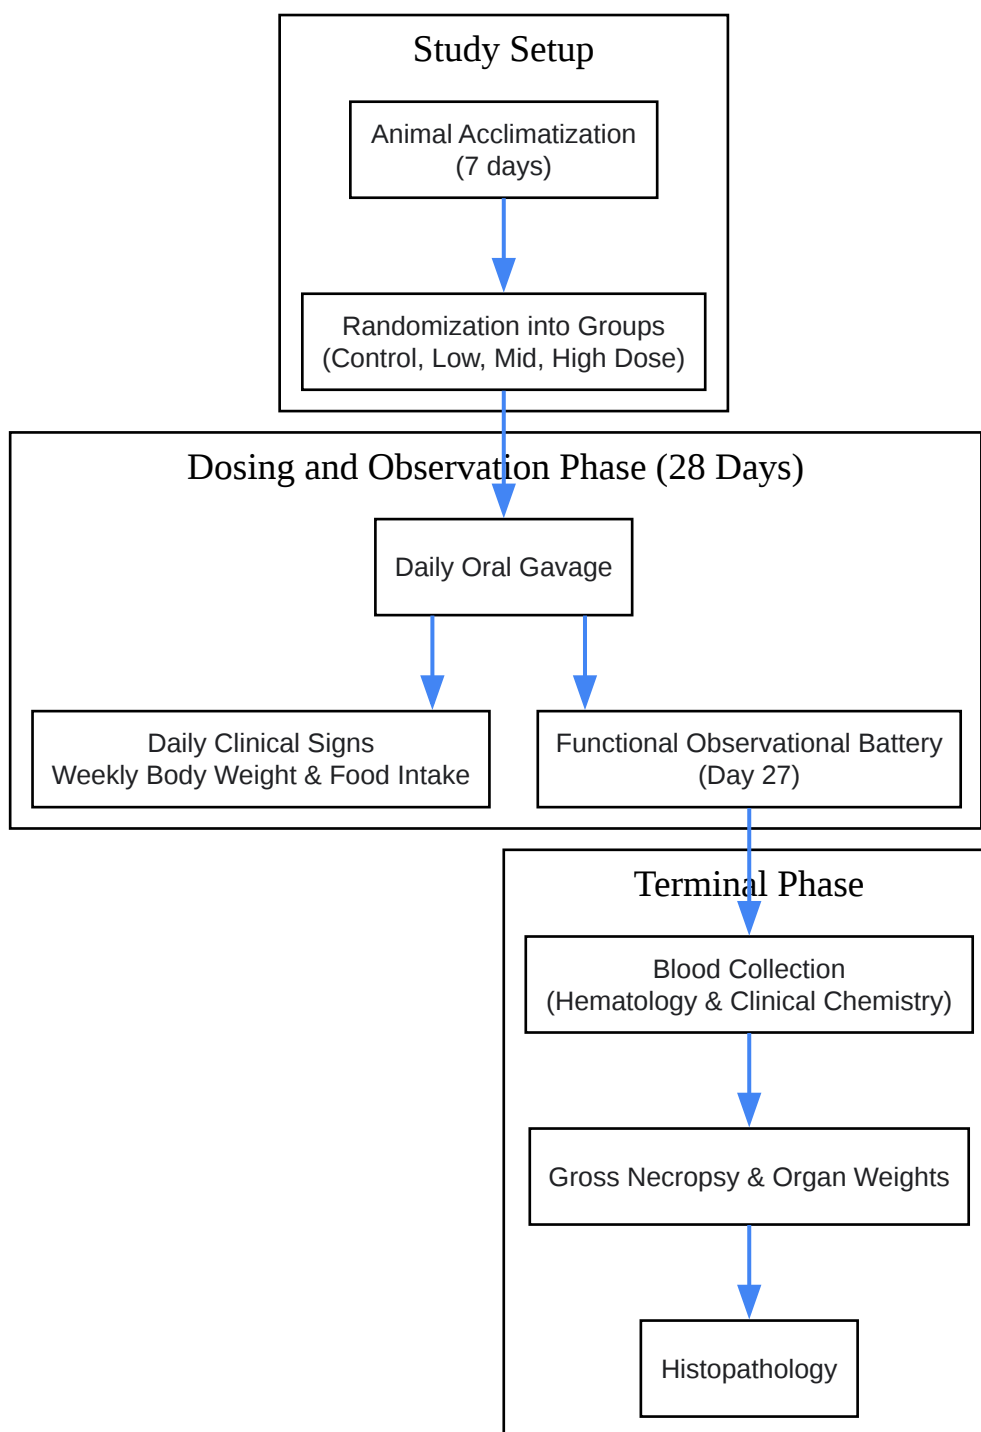 Study Setup
Animal Acclimatization
(7 days)
Randomization into Groups
(Control, Low, Mid, High Dose)
Dosing and Observation Phase (28 Days)
Daily Oral Gavage
Daily Clinical Signs
Weekly Body Weight & Food Intake
Functional Observational Battery
(Day 27)
Terminal Phase
Blood Collection
(Hematology & Clinical Chemistry)
Gross Necropsy & Organ Weights
Histopathology